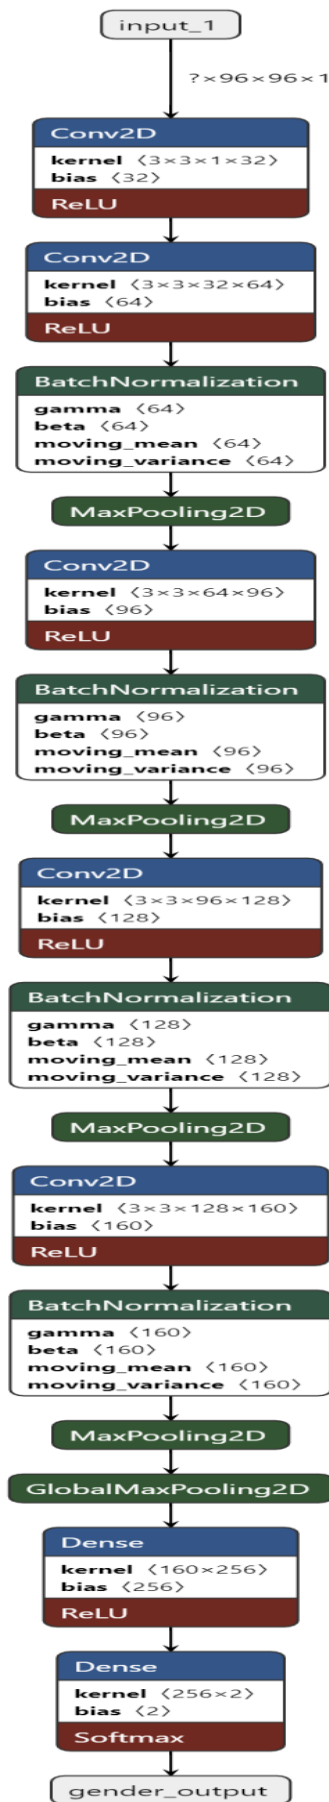 input_1
?×96×96×1
Conv2D
kernel ⟨3×3×1×32⟩
bias ⟨32⟩
ReLU
Conv2D
kernel ⟨3×3×32×64⟩
bias ⟨64⟩
ReLU
BatchNormalization
gamma ⟨64⟩
beta ⟨64⟩
moving_mean ⟨64⟩
moving_variance ⟨64⟩
MaxPooling2D
Conv2D
kernel ⟨3×3×64×96⟩
bias ⟨96⟩
ReLU
BatchNormalization
gamma ⟨96⟩
beta ⟨96⟩
moving_mean ⟨96⟩
moving_variance ⟨96⟩
MaxPooling2D
Conv2D
kernel ⟨3×3×96×128⟩
bias ⟨128⟩
ReLU
BatchNormalization
gamma ⟨128⟩
beta ⟨128⟩
moving_mean ⟨128⟩
moving_variance ⟨128⟩
MaxPooling2D
Conv2D
kernel ⟨3×3×128×160⟩
bias ⟨160⟩
ReLU
BatchNormalization
gamma ⟨160⟩
beta ⟨160⟩
moving_mean ⟨160⟩
moving_variance ⟨160⟩
MaxPooling2D
GlobalMaxPooling2D
Dense
kernel ⟨160×256⟩
bias ⟨256⟩
ReLU
Dense
kernel ⟨256×2⟩
bias ⟨2⟩
Softmax
gender_output